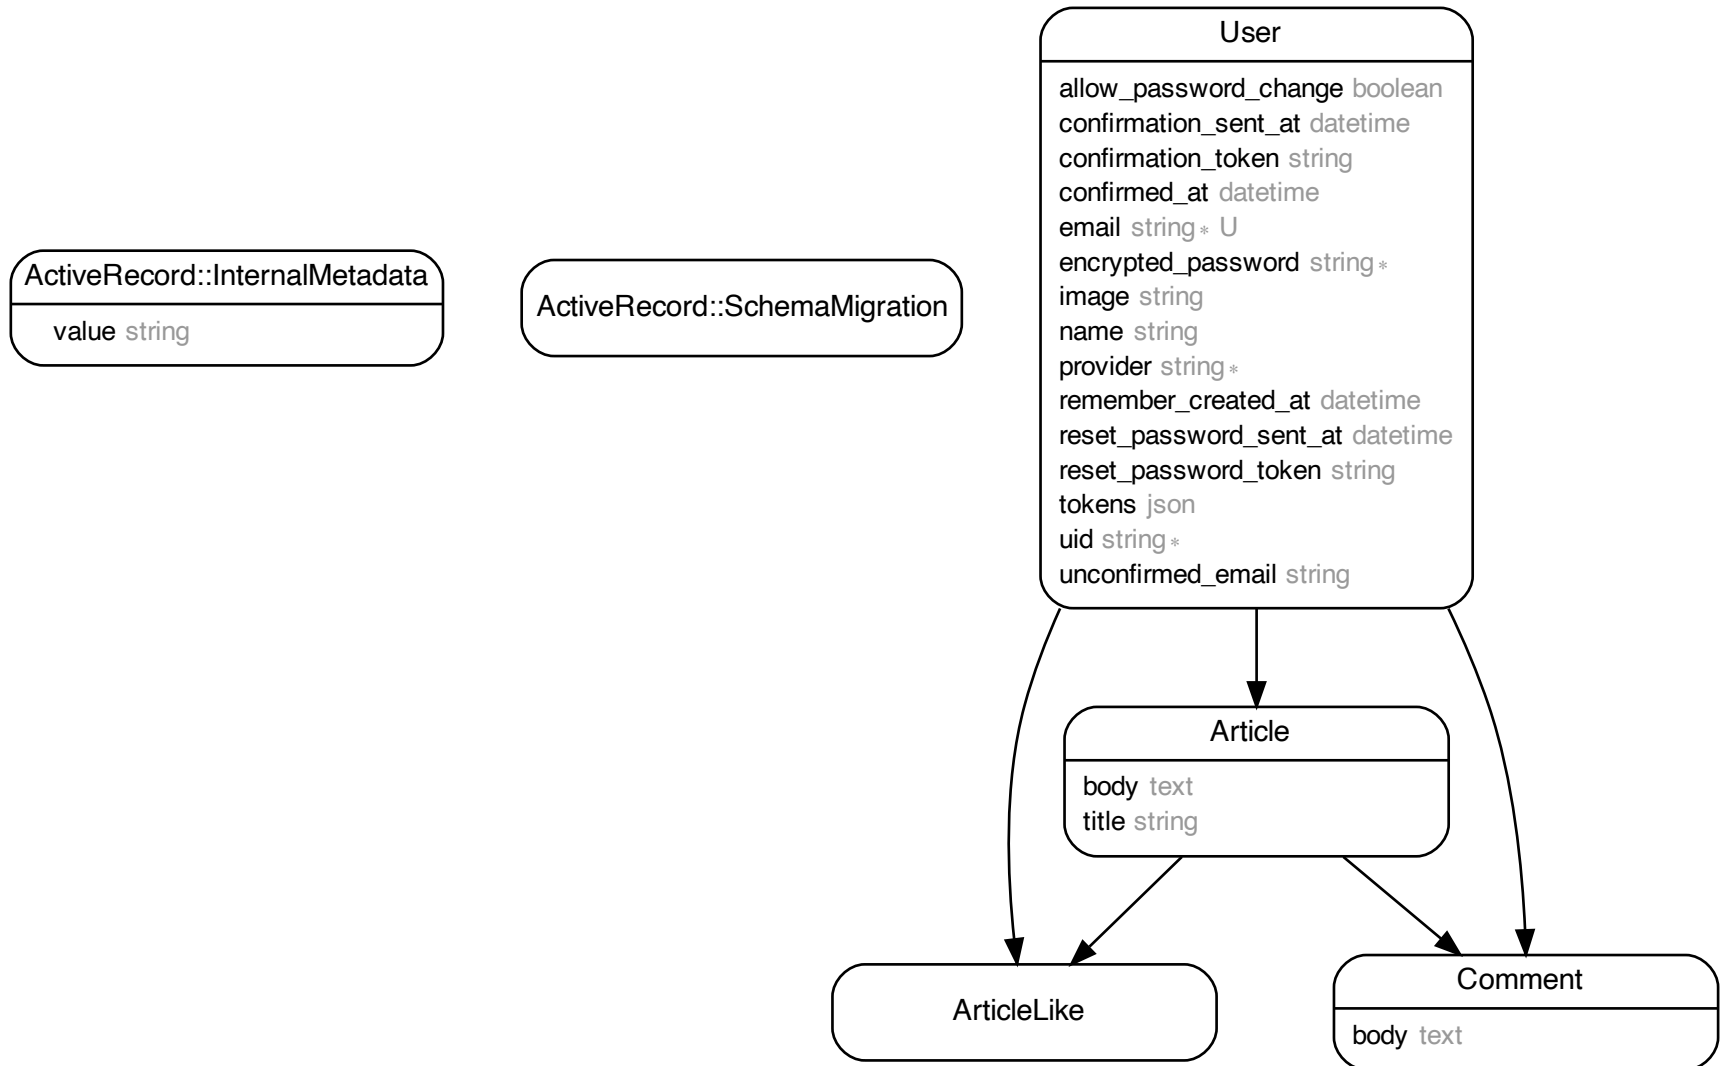 User
allow_password_change boolean
confirmation_sent_at datetime
confirmation_token string
confirmed_at datetime
email string* U
encrypted_password string*
image string
name string
provider string*
remember_created_at datetime
reset_password_sent_at datetime
reset_password_token string
tokens json
uid string*
unconfirmed_email string
ActiveRecord::InternalMetadata
value string
ActiveRecord::SchemaMigration
Article
body text
title string
ArticleLike
Comment
body text